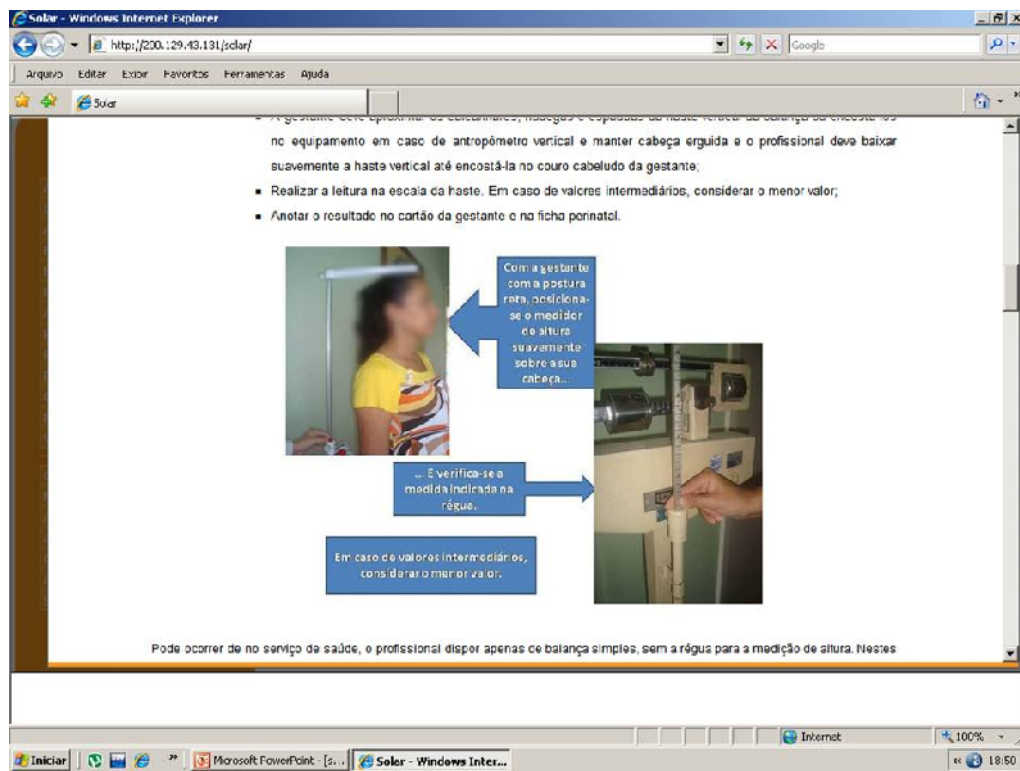 Solar - Windows Internet Explorer
http://200.129.43.131/solar/
Google
Arquivo Editar Exibir Favoritos Ferramentas Ajuda
Solar
no equipamento em caso de antropômetro vertical e manter cabeça erguida e o profissional deve baixar
suavemente a haste vertical até encostá-la no couro cabeludo da gestante;
Realizar a leitura na escala da haste. Em caso de valores intermediários, considerar o menor valor;
Anotar o resultado no cartão da gestante e na ficha perinatal.
Com a gestante
com a postura
reta, posiciona-
se o medidor
de altura
suavemente
sobre a sua
cabeça...
... E verifica-se a
medida indicada na
régua.
Em caso de valores intermediários,
considerar o menor valor.
Pode ocorrer de no serviço de saúde, o profissional dispor apenas de balança simples, sem a régua para a medição de altura. Nestes
Internet
100%
Iniciar
Microsoft PowerPoint - [s...
Solar - Windows Inter...
18:50